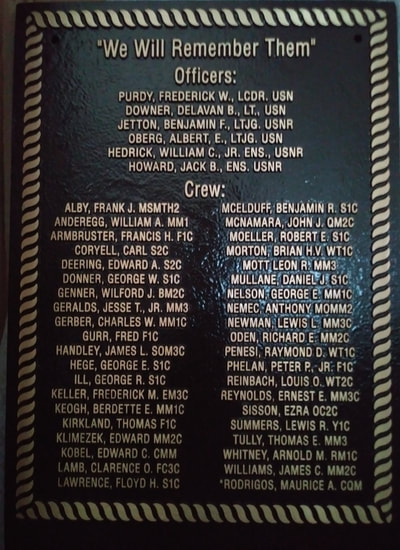 "We Will Remember Them"
Officers:
PURDY, FREDERICK W., LCDR. USN
DOWNER, DELAVAN B., LT., USN
JETTON, BENJAMIN F., LTJG. USNR
OBERG, ALBERT, E., LTJG. USN
HEDRICK, WILLIAM C., JR. ENS., USNR
HOWARD, JACK B., ENS. USNR
Crew:
ALBY, FRANK J. MSMTH2
ANDEREGG, WILLIAM A. MM1
ARMBRUSTER, FRANCIS H. F1C
CORYELL, CARL S2C
DEERING, EDWARD A. S2C
DONNER, GEORGE W. S1C
GENNER, WILFORD J. BM2C
GERALDS, JESSE T., JR. MM3
GERBER, CHARLES W. MM1C
GURR, FRED F1C
HANDLEY, JAMES L. SOM3C
HEGE, GEORGE E. S1C
ILL, GEORGE R. S1C
KELLER, FREDERICK M. EM3C
KEOGH, BERDETTE E. MM1C
KIRKLAND, THOMAS F1C
KLIMEZEK, EDWARD MM2C
KOBEL, EDWARD C. CMM
LAMB, CLARENCE O. FC3C
LAWRENCE, FLOYD H. S1C
MCELDUFF, BENJAMIN R. S1C
MCNAMARA, JOHN J. QM2C
MOELLER, ROBERT E. S1C
MORTON, BRIAN H.V. WT1C
MOTT LEON R. MM3
MULLANE, DANIEL J. S1C
NELSON, GEORGE E. MM1C
NEMEC, ANTHONY MOMM2
NEWMAN, LEWIS L. MM3C
ODEN, RICHARD E. MM2C
PENESI, RAYMOND D. WT1C
PHELAN, PETER P., JR. F1C
REINBACH, LOUIS O. WT2C
REYNOLDS, ERNEST E. MM3C
SISSON, EZRA OC2C
SUMMERS, LEWIS R. Y1C
TULLY, THOMAS E. MM3
WHITNEY, ARNOLD M. RM1C
WILLIAMS, JAMES C. MM2C
*RODRIGOS, MAURICE A. CQM